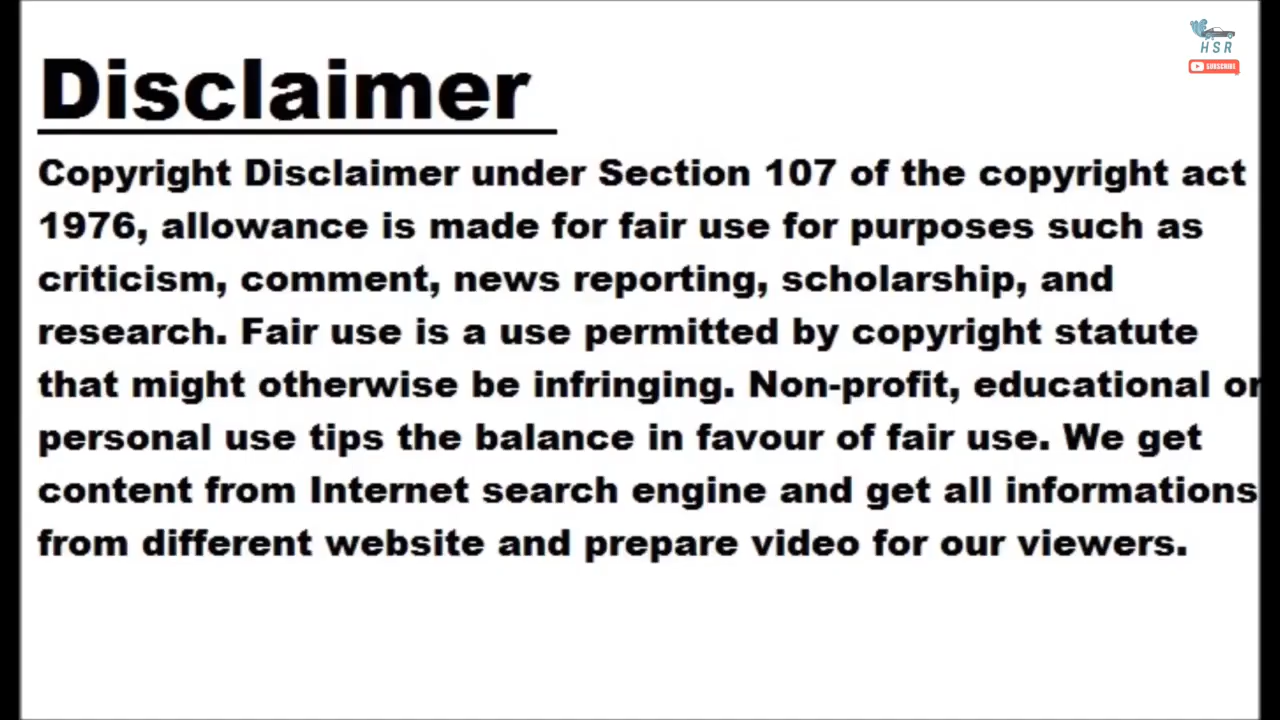 HSR
SUBSCRIBE
Disclaimer
Copyright Disclaimer under Section 107 of the copyright act
1976, allowance is made for fair use for purposes such as
criticism, comment, news reporting, scholarship, and
research. Fair use is a use permitted by copyright statute
that might otherwise be infringing. Non-profit, educational or
personal use tips the balance in favour of fair use. We get
content from Internet search engine and get all informations
from different website and prepare video for our viewers.